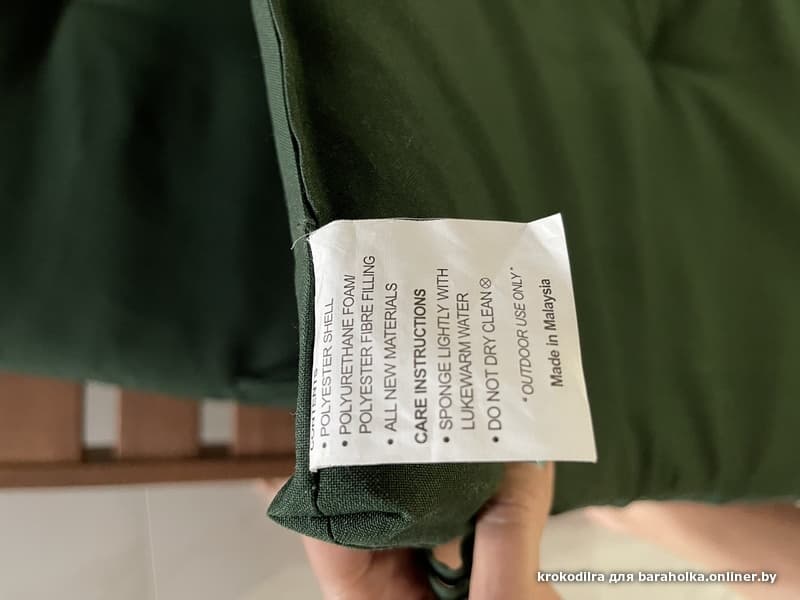 CONTENTS
• POLYESTER SHELL
• POLYURETHANE FOAM/
POLYESTER FIBRE FILLING
• ALL NEW MATERIALS
CARE INSTRUCTIONS
• SPONGE LIGHTLY WITH
LUKEWARM WATER
• DO NOT DRY CLEAN ⊗
* OUTDOOR USE ONLY *
Made in Malaysia
krokodilra для baraholka.onliner.by